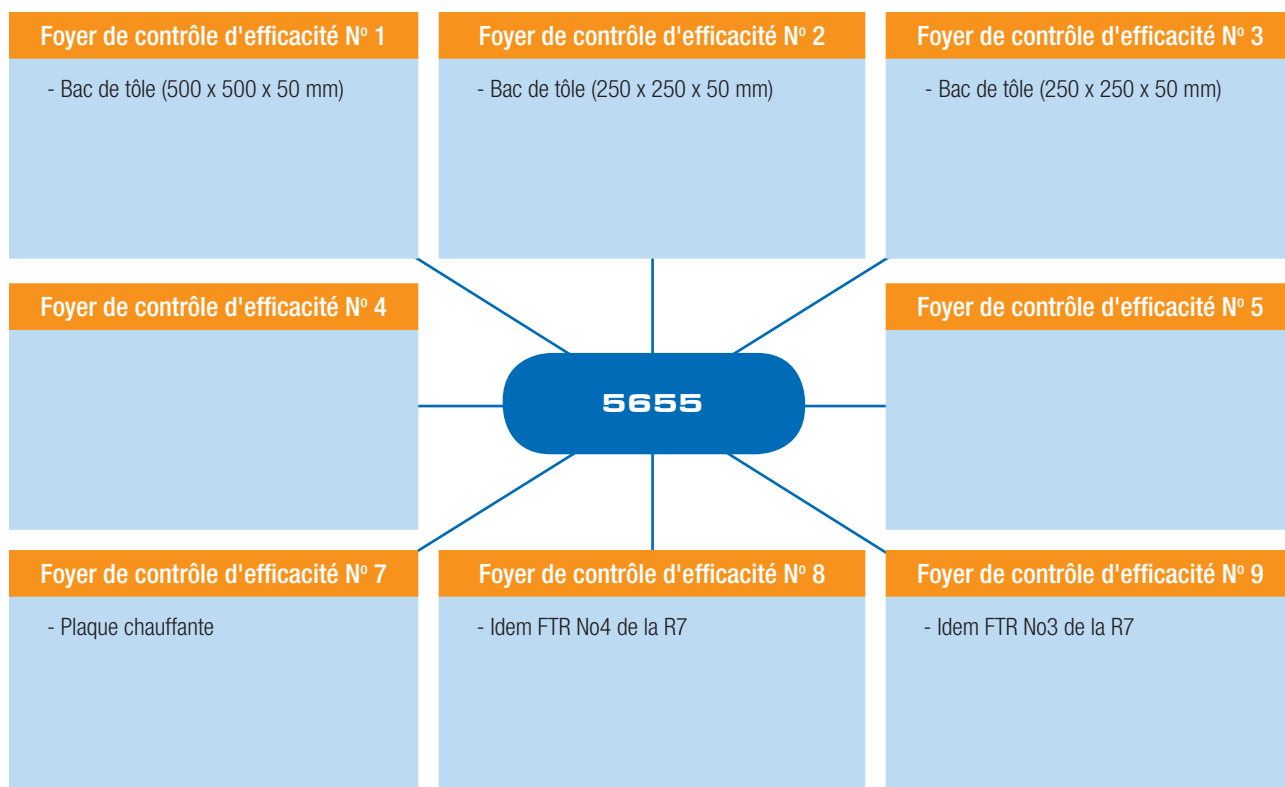 Foyer de contrôle d'efficacité Nº 1
- Bac de tôle (500 x 500 x 50 mm)
Foyer de contrôle d'efficacité Nº 2
- Bac de tôle (250 x 250 x 50 mm)
Foyer de contrôle d'efficacité Nº 3
- Bac de tôle (250 x 250 x 50 mm)
Foyer de contrôle d'efficacité Nº 4
5655
Foyer de contrôle d'efficacité Nº 5
Foyer de contrôle d'efficacité Nº 7
- Plaque chauffante
Foyer de contrôle d'efficacité Nº 8
- Idem FTR No4 de la R7
Foyer de contrôle d'efficacité Nº 9
- Idem FTR No3 de la R7